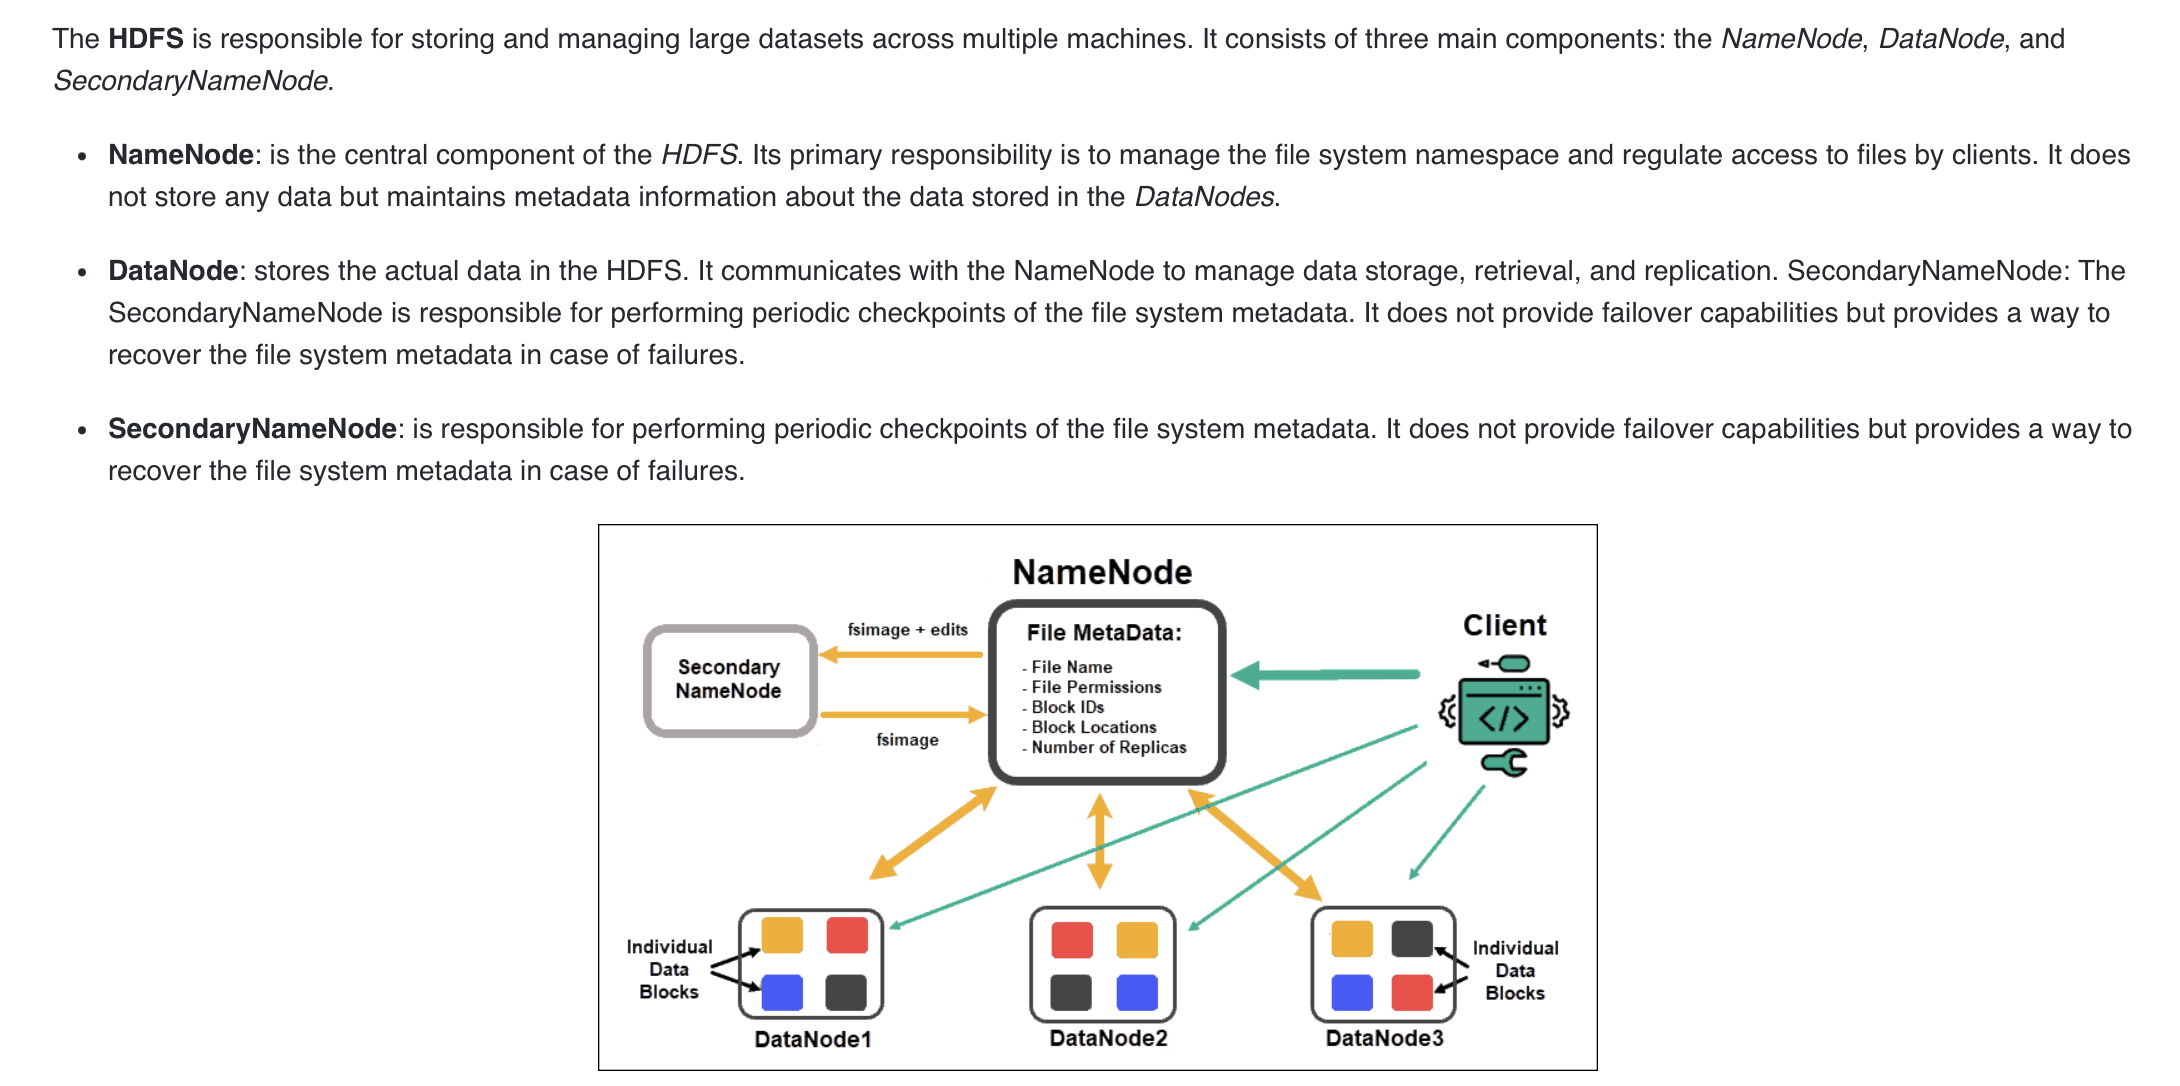 The HDFS is responsible for storing and managing large datasets across multiple machines. It consists of three main components: the NameNode, DataNode, and
SecondaryNameNode.
• NameNode: is the central component of the HDFS. Its primary responsibility is to manage the file system namespace and regulate access to files by clients. It does
not store any data but maintains metadata information about the data stored in the DataNodes.
• DataNode: stores the actual data in the HDFS. It communicates with the NameNode to manage data storage, retrieval, and replication. SecondaryNameNode: The
SecondaryNameNode is responsible for performing periodic checkpoints of the file system metadata. It does not provide failover capabilities but provides a way to
recover the file system metadata in case of failures.
• SecondaryNameNode: is responsible for performing periodic checkpoints of the file system metadata. It does not provide failover capabilities but provides a way to
recover the file system metadata in case of failures.
NameNode
Secondary
NameNode
fsimage + edits
fsimage
File MetaData:
- File Name
- File Permissions
- Block IDs
- Block Locations
- Number of Replicas
Client
</>
Individual
Data
Blocks
DataNode1
DataNode2
DataNode3
Individual
Data
Blocks